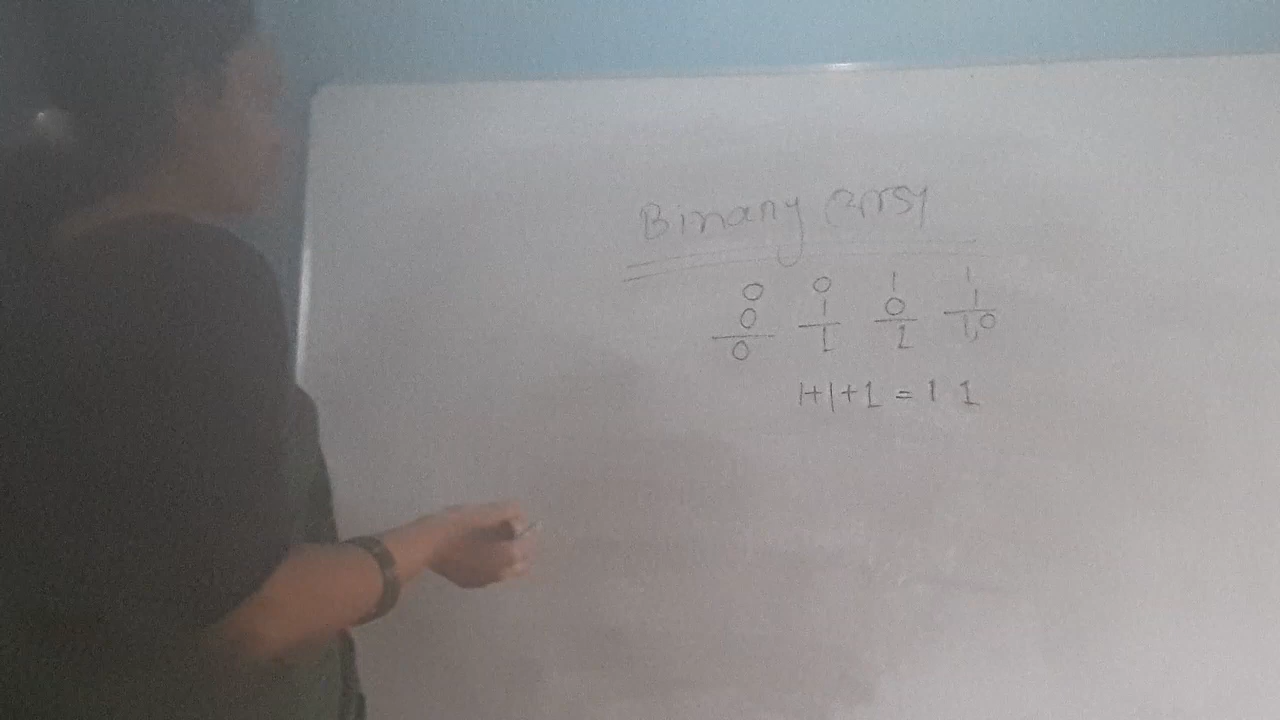 Binary
0 0 1 1
0 1 0 1
0 1 1 10
1+1+1 = 1 1